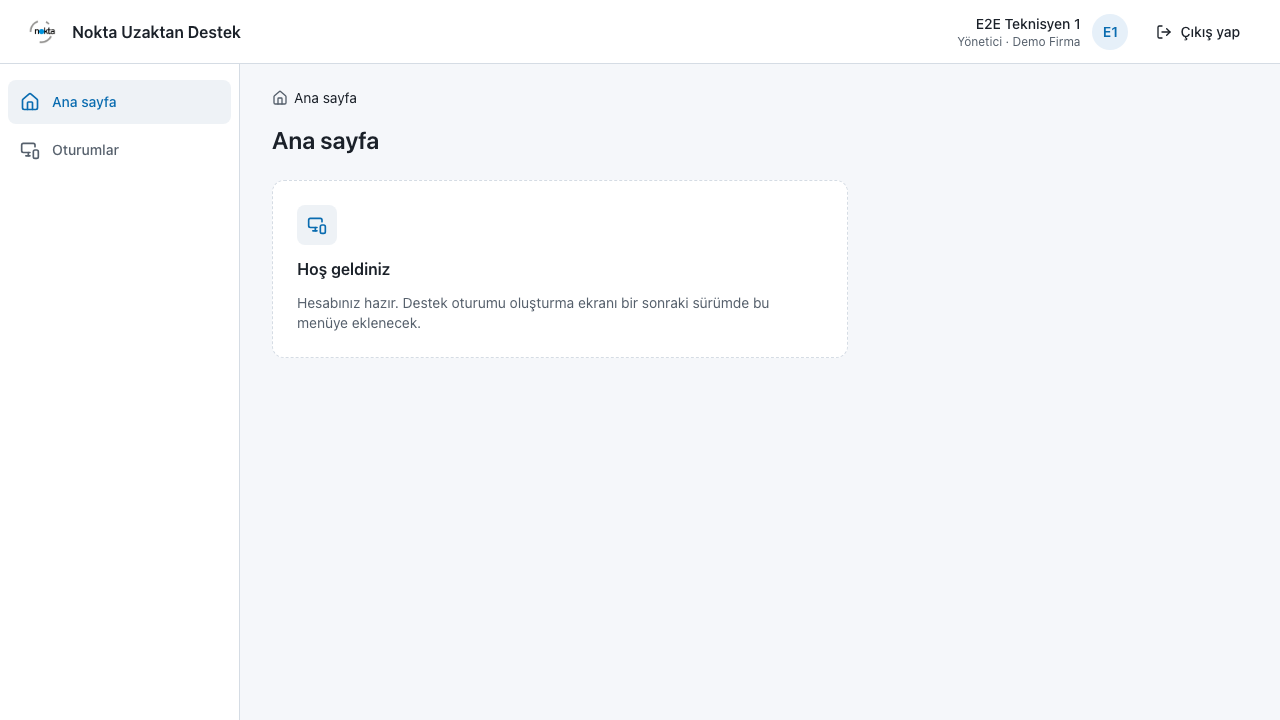 nokta
Nokta Uzaktan Destek
E2E Teknisyen 1
Yönetici · Demo Firma
E1
Çıkış yap
Ana sayfa
Oturumlar
Ana sayfa
Ana sayfa
Hoş geldiniz
Hesabınız hazır. Destek oturumu oluşturma ekranı bir sonraki sürümde bu
menüye eklenecek.